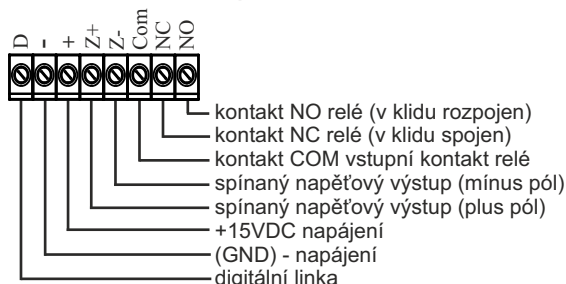 D - + Z+ Z- Com NC NO
kontakt NO relé (v klidu rozpojen)
kontakt NC relé (v klidu spojen)
kontakt COM vstupní kontakt relé
spínaný napěťový výstup (mínus pól)
spínaný napěťový výstup (plus pól)
+15VDC napájení
(GND) - napájení
digitální linka